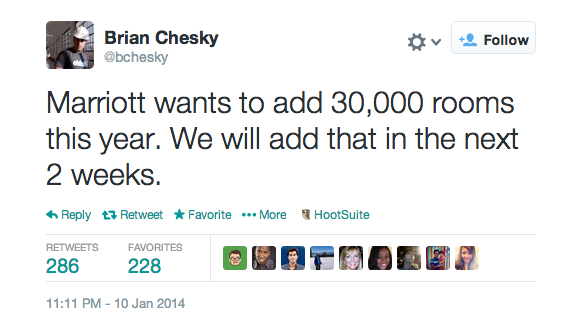 Brian Chesky
@bchesky
Follow
Marriott wants to add 30,000 rooms
this year. We will add that in the next
2 weeks.
Reply Retweet Favorite More HootSuite
RETWEETS FAVORITES
286 228
11:11 PM - 10 Jan 2014